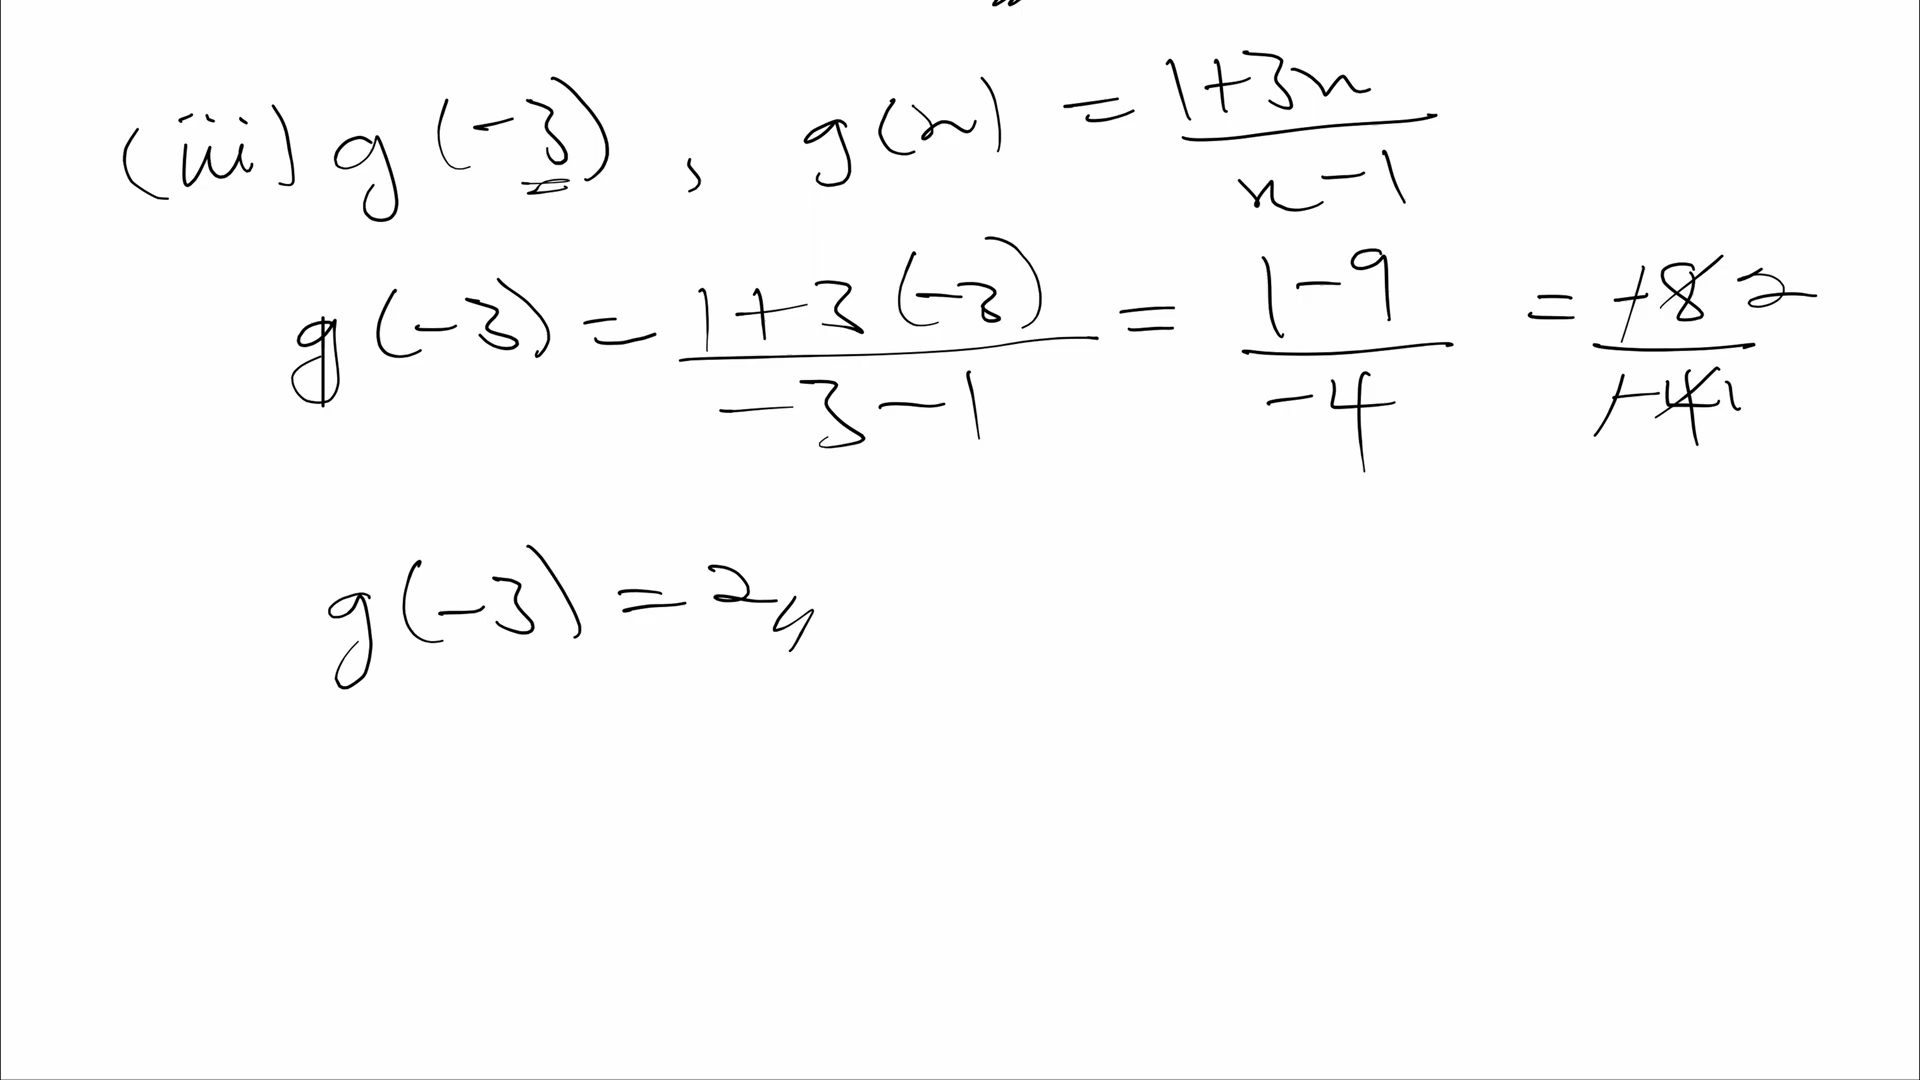 (iii) g(-3) , g(x) = (1+3x)/(x-1)
g(-3) = (1+3(-3))/(-3-1) = (1-9)/(-4) = (-8 2)/(-4 1)
g(-3) = 2